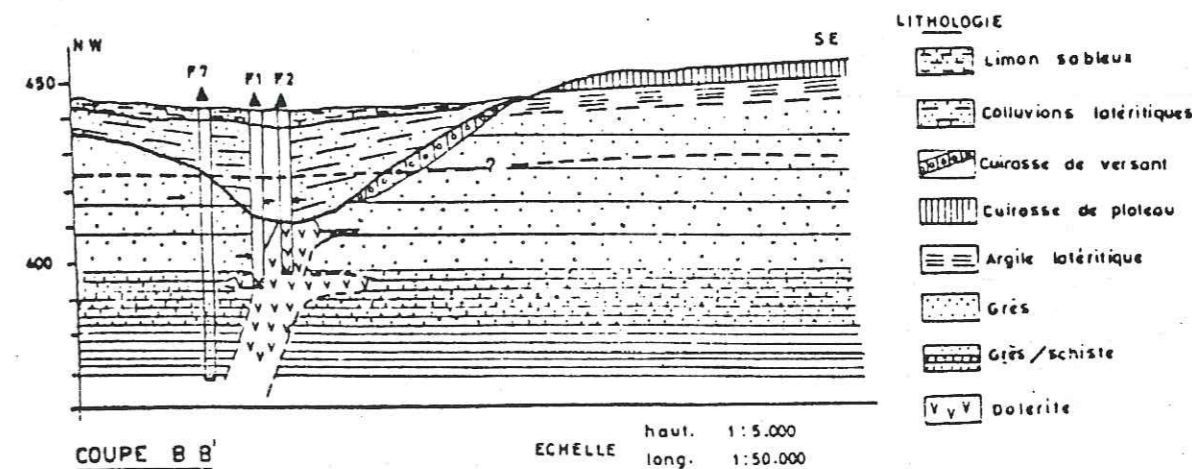 NW
SE
450
400
F7
F1
F2
?
COUPE B B'
ECHELLE
haut. 1:5.000
long. 1:50.000
LITHOLOGIE
Limon sableux
Colluvions latéritiques
Cuirasse de versant
Cuirasse de plateau
Argile latéritique
Grès
Grès/schiste
Dolérite